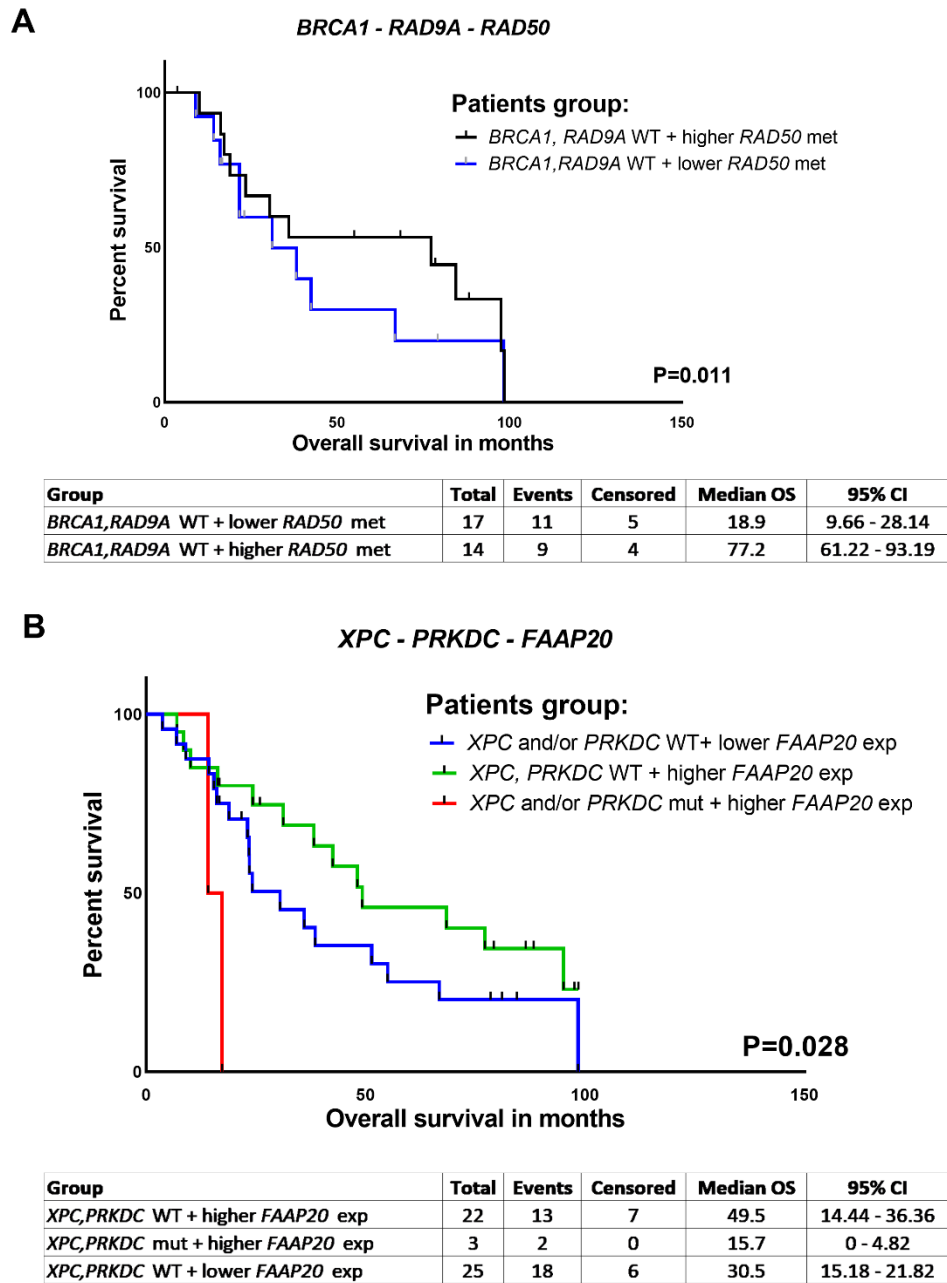 A
BRCA1 - RAD9A - RAD50
Patients group:
BRCA1, RAD9A WT + higher RAD50 met
BRCA1,RAD9A WT + lower RAD50 met
Percent survival
100
50
0
0 50 100 150
P=0.011
Overall survival in months
Group Total Events Censored Median OS 95% CI
BRCA1,RAD9A WT + lower RAD50 met 17 11 5 18.9 9.66 - 28.14
BRCA1,RAD9A WT + higher RAD50 met 14 9 4 77.2 61.22 - 93.19
B
XPC - PRKDC - FAAP20
Patients group:
XPC and/or PRKDC WT+ lower FAAP20 exp
XPC, PRKDC WT + higher FAAP20 exp
XPC and/or PRKDC mut + higher FAAP20 exp
Percent survival
100
50
0
0 50 100 150
P=0.028
Overall survival in months
Group Total Events Censored Median OS 95% CI
XPC,PRKDC WT + higher FAAP20 exp 22 13 7 49.5 14.44 - 36.36
XPC,PRKDC mut + higher FAAP20 exp 3 2 0 15.7 0 - 4.82
XPC,PRKDC WT + lower FAAP20 exp 25 18 6 30.5 15.18 - 21.82